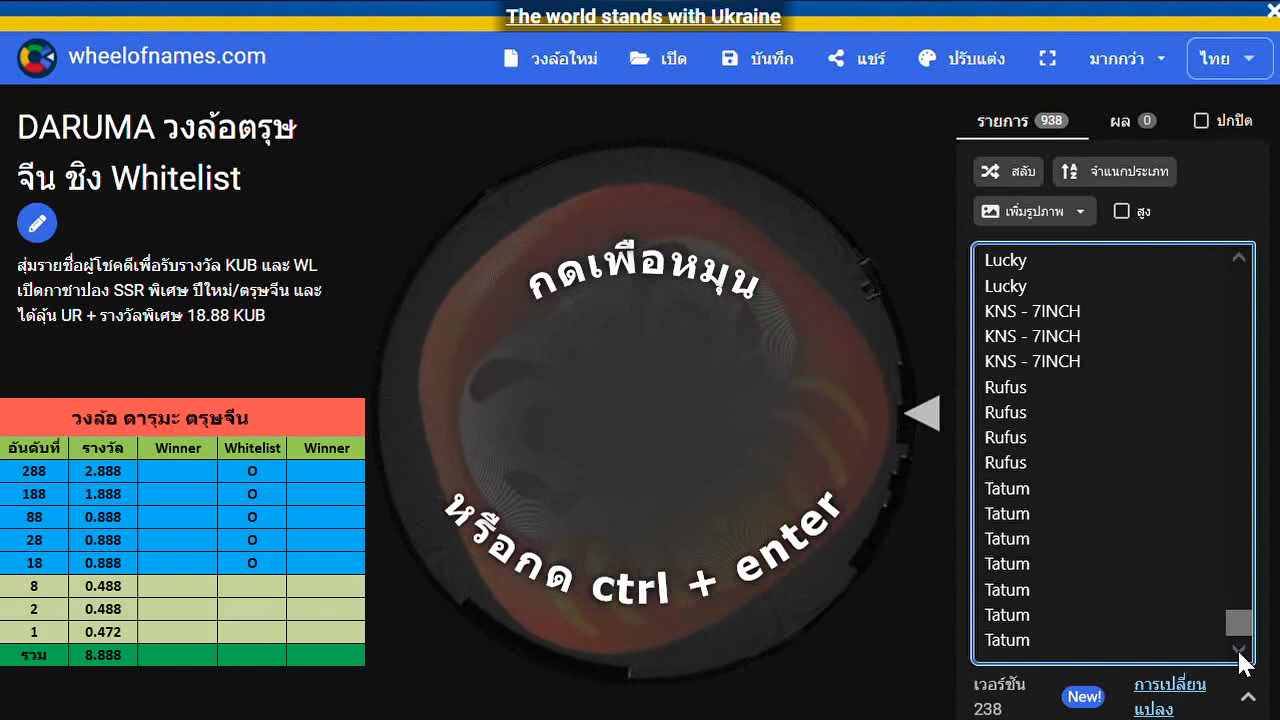 The world stands with Ukraine
wheelofnames.com
วงล้อใหม่ เปิด บันทึก แชร์ ปรับแต่ง มากกว่า ไทย
DARUMA วงล้อตรุษ
จีน ชิง Whitelist
สุ่มรายชื่อผู้โชคดีเพื่อรับรางวัล KUB และ WL
เปิดกาชาปอง SSR พิเศษ ปีใหม่/ตรุษจีน และ
ได้ลุ้น UR + รางวัลพิเศษ 18.88 KUB
วงล้อ ดารุมะ ตรุษจีน
อันดับที่ รางวัล Winner Whitelist Winner
288 2.888 O
188 1.888 O
88 0.888 O
28 0.888 O
18 0.888 O
8 0.488
2 0.488
1 0.472
รวม 8.888
กดเพื่อหมุน
หรือกด ctrl + enter
รายการ 938 ผล 0 ปกปิด
สลับ จำแนกประเภท
เพิ่มรูปภาพ สูง
Lucky
Lucky
KNS - 7INCH
KNS - 7INCH
KNS - 7INCH
Rufus
Rufus
Rufus
Rufus
Tatum
Tatum
Tatum
Tatum
Tatum
Tatum
Tatum
เวอร์ชัน
238
New!
การเปลี่ยน
แปลง